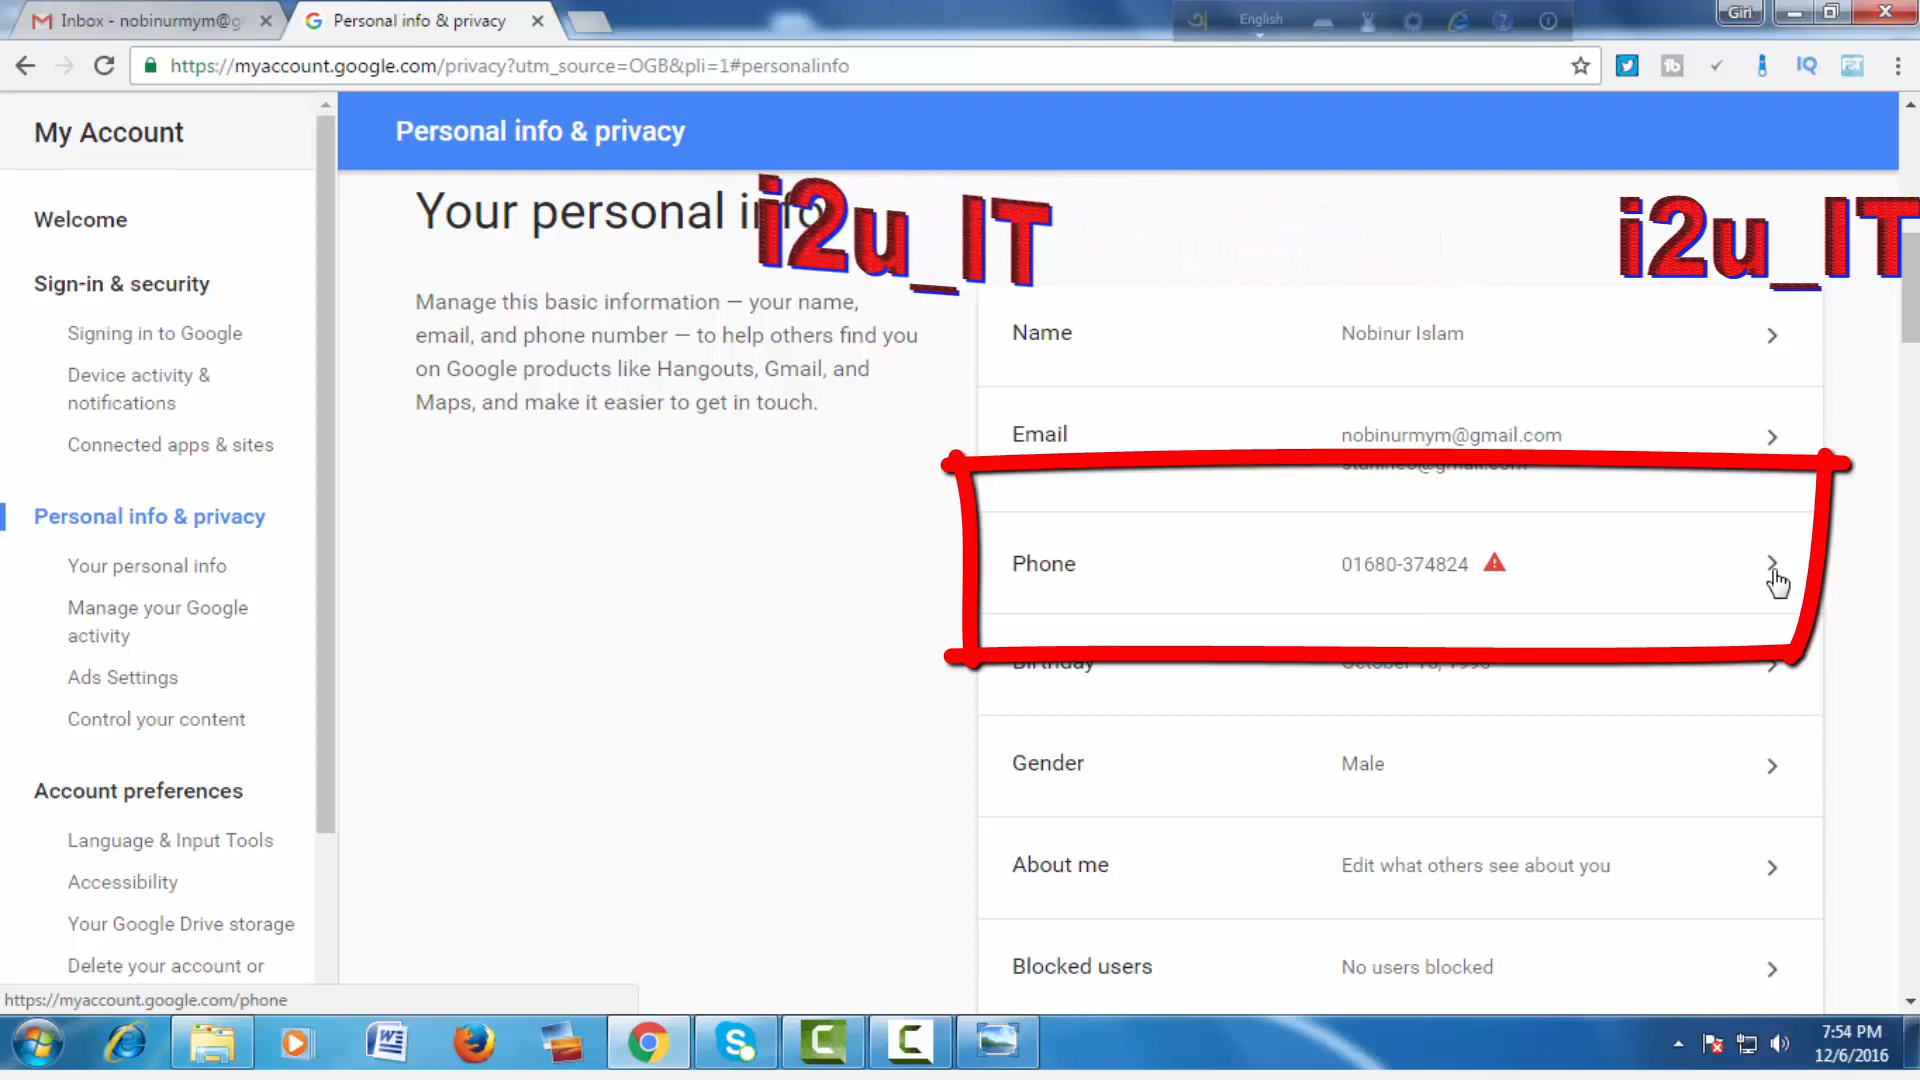 Inbox - nobinurmym@g
Personal info & privacy
English
Girl
https://myaccount.google.com/privacy?utm_source=OGB&pli=1#personalinfo
My Account
Personal info & privacy
Your personal info
i2u_IT
i2u_IT
Welcome
Sign-in & security
Signing in to Google
Device activity &
notifications
Connected apps & sites
Personal info & privacy
Your personal info
Manage your Google
activity
Ads Settings
Control your content
Account preferences
Language & Input Tools
Accessibility
Your Google Drive storage
Delete your account or
https://myaccount.google.com/phone
Manage this basic information — your name,
email, and phone number — to help others find you
on Google products like Hangouts, Gmail, and
Maps, and make it easier to get in touch.
Name Nobinur Islam
Email nobinurmym@gmail.com
Phone 01680-374824
Birthday
Gender Male
About me Edit what others see about you
Blocked users No users blocked
7:54 PM
12/6/2016